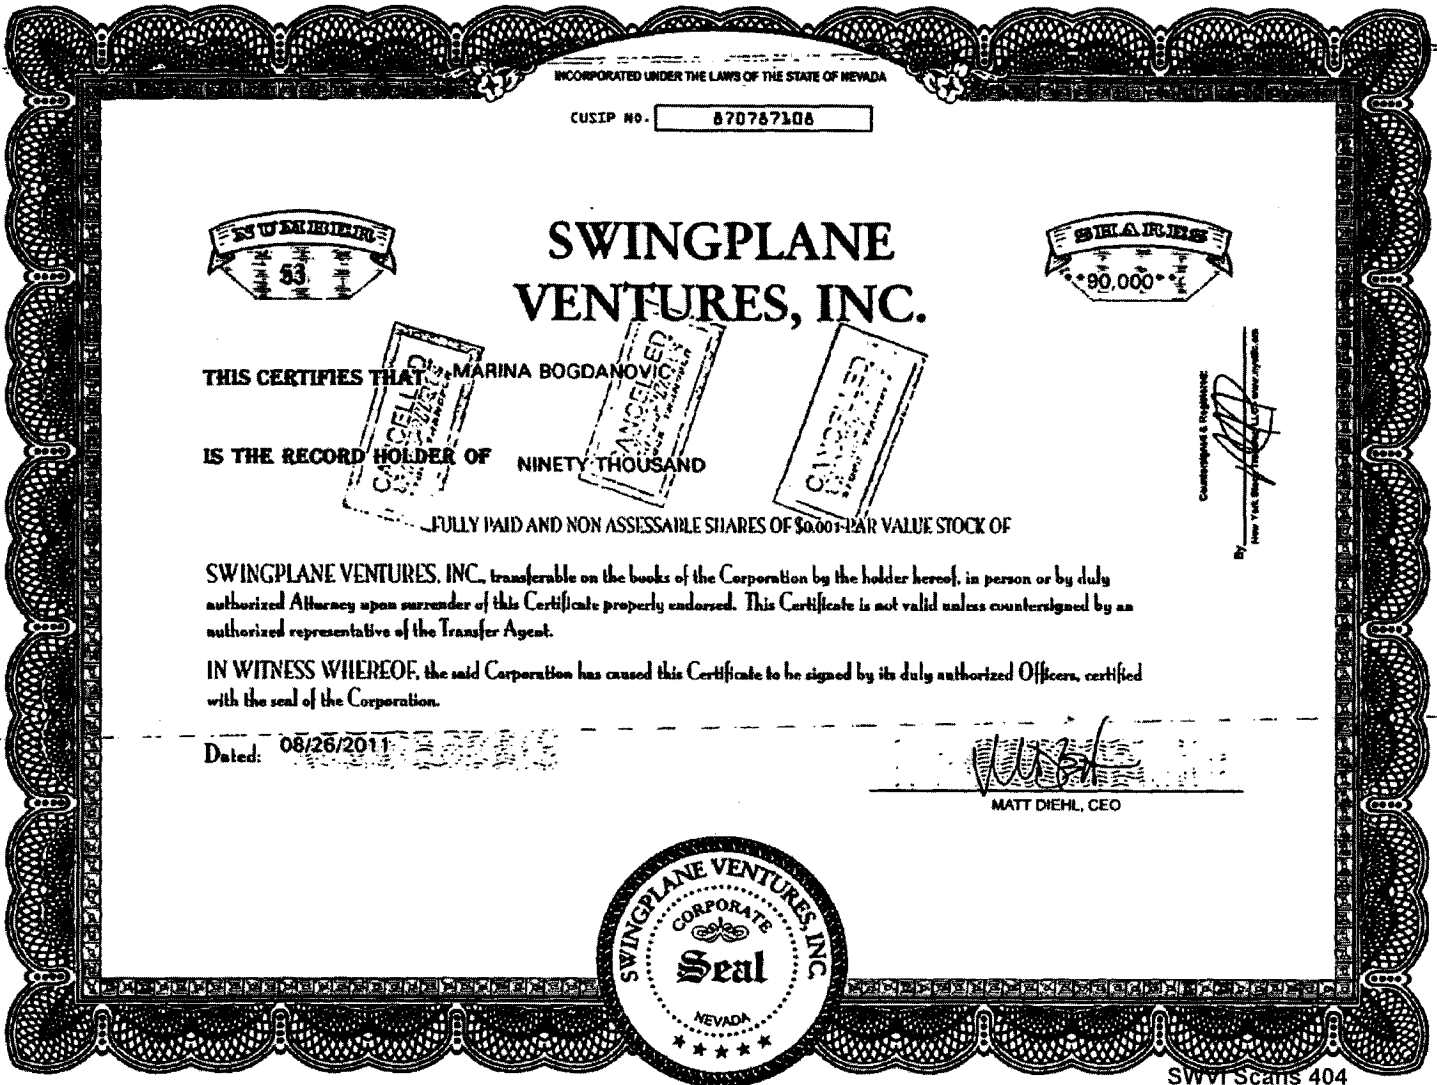 INCORPORATED UNDER THE LAWS OF THE STATE OF NEVADA
CUSIP NO. 870787108
NUMBER
53
SWINGPLANE
VENTURES, INC.
SHARES
90,000
THIS CERTIFIES THAT MARINA BOGDANOVIC
IS THE RECORD HOLDER OF NINETY THOUSAND
CANCELLED
CANCELLED
CANCELLED
FULLY PAID AND NON ASSESSABLE SHARES OF $0.001 PAR VALUE STOCK OF
SWINGPLANE VENTURES, INC., transferable on the books of the Corporation by the holder hereof, in person or by duly
authorized Attorney upon surrender of this Certificate properly endorsed. This Certificate is not valid unless countersigned by an
authorized representative of the Transfer Agent.
IN WITNESS WHEREOF, the said Corporation has caused this Certificate to be signed by its duly authorized Officers, certified
with the seal of the Corporation.
Dated: 08/26/2011
MATT DIEHL, CEO
Countersigned & Registered:
By
New York
SWINGPLANE VENTURES, INC.
CORPORATE
Seal
NEVADA
SWVI Scans 404